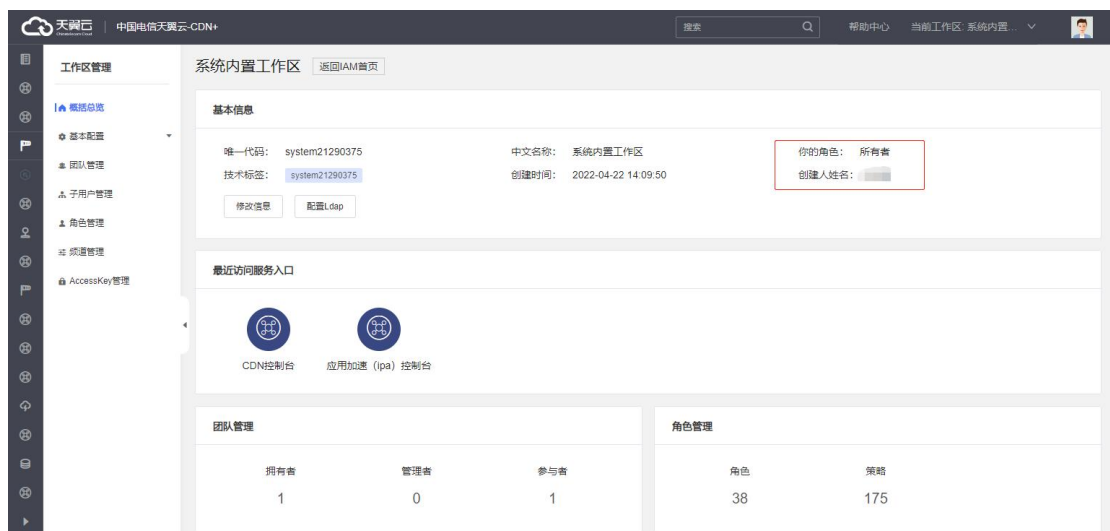 天翼云 中国电信天翼云-CDN+ 搜索 帮助中心 当前工作区: 系统内置...
工作区管理
概括总览
基本配置
团队管理
子用户管理
角色管理
频道管理
AccessKey管理
系统内置工作区 返回IAM首页
基本信息
唯一代码: system21290375 中文名称: 系统内置工作区 你的角色: 所有者
技术标签: system21290375 创建时间: 2022-04-22 14:09:50 创建人姓名:
修改信息 配置Ldap
最近访问服务入口
CDN控制台 应用加速（ipa）控制台
团队管理 角色管理
拥有者 管理者 参与者 角色 策略
1 0 1 38 175